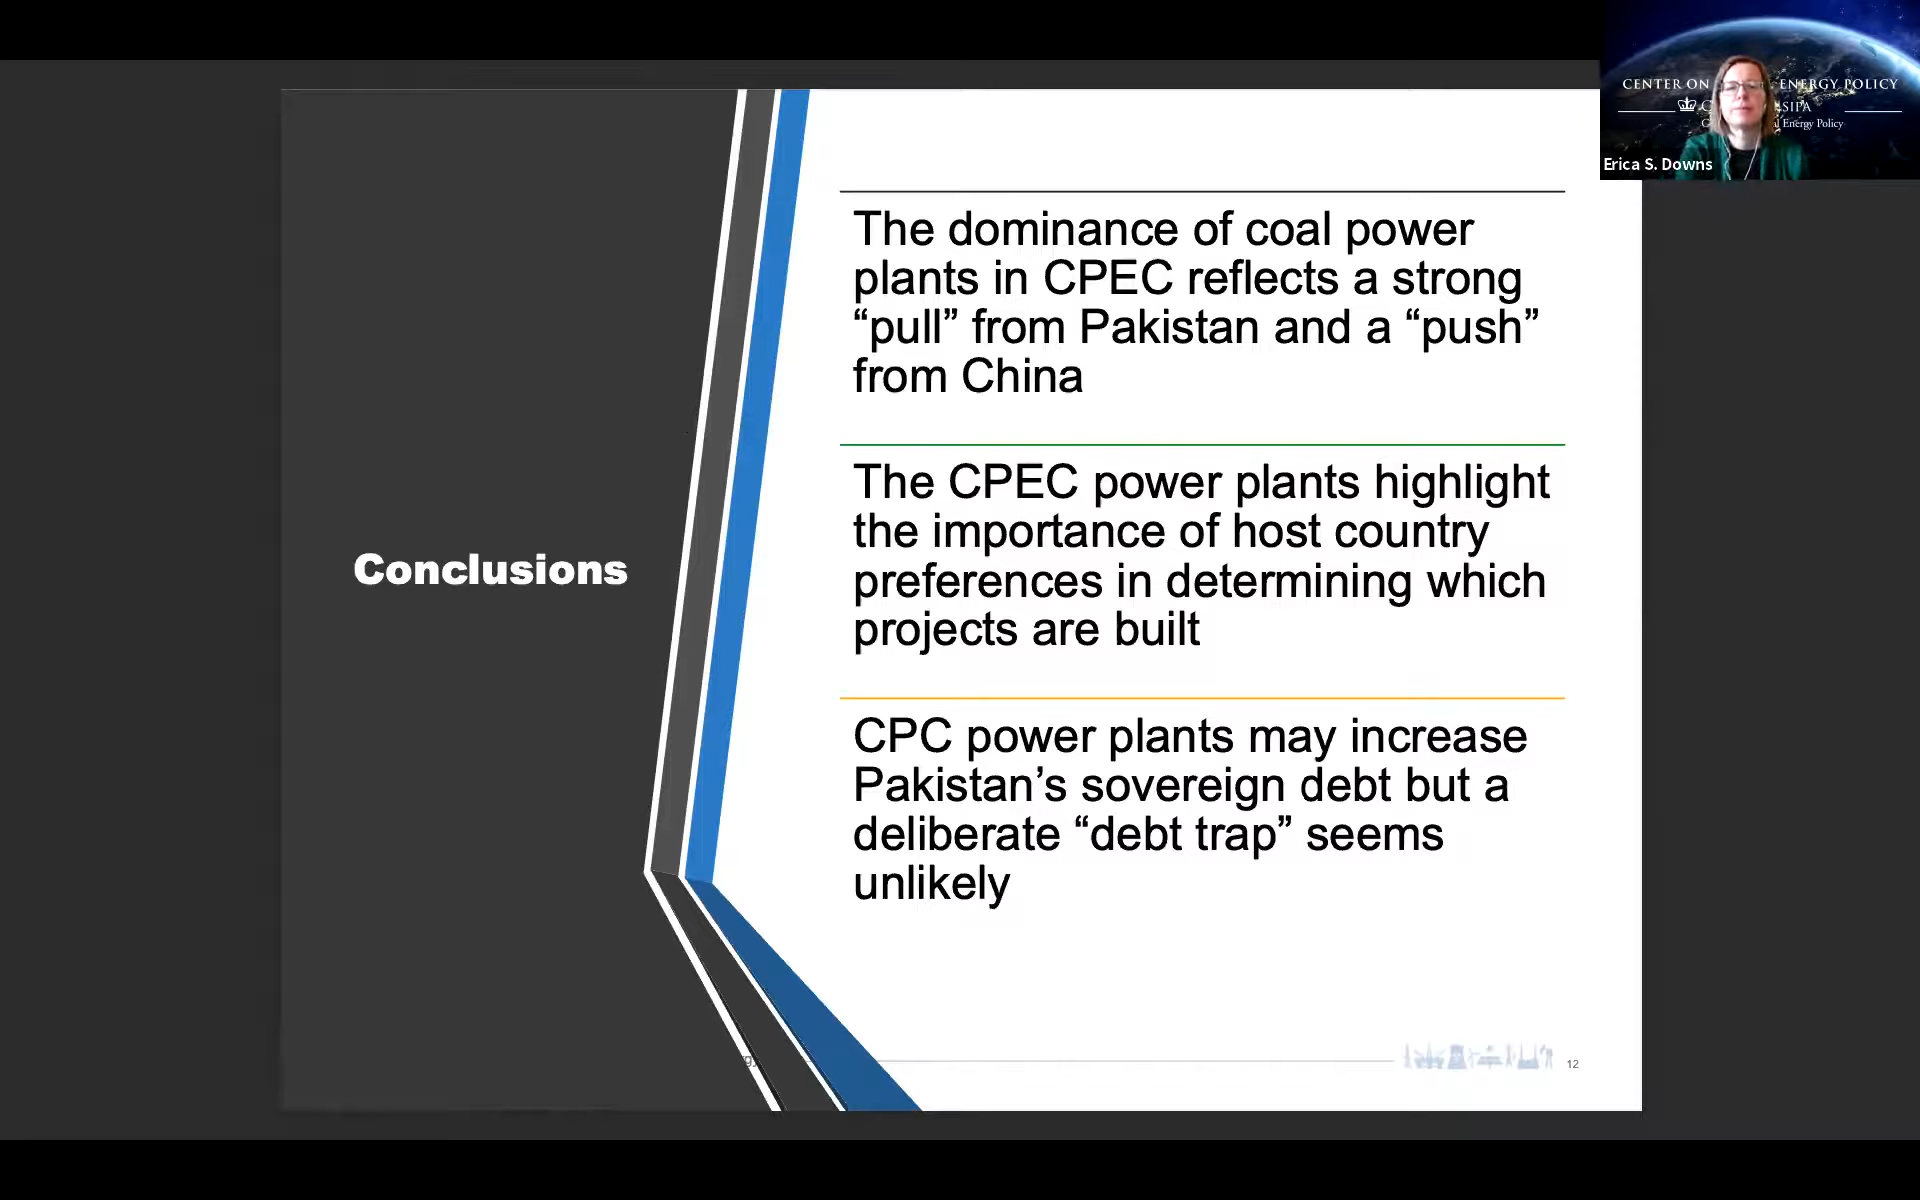 CENTER ON ENERGY POLICY
SIPA
Energy Policy
Erica S. Downs
The dominance of coal power
plants in CPEC reflects a strong
“pull” from Pakistan and a “push”
from China
The CPEC power plants highlight
the importance of host country
preferences in determining which
projects are built
Conclusions
CPC power plants may increase
Pakistan’s sovereign debt but a
deliberate “debt trap” seems
unlikely
12